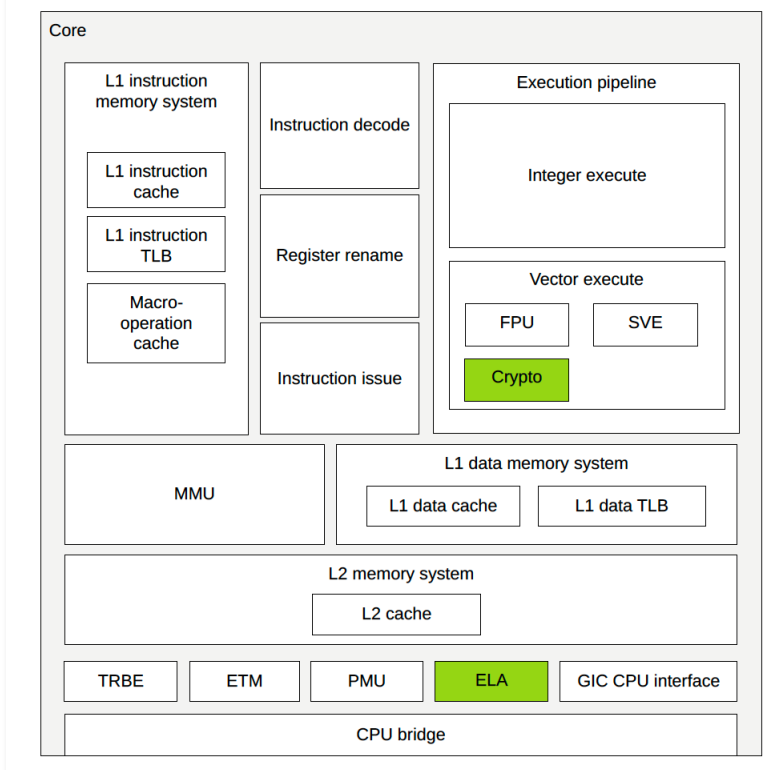 Core
L1 instruction
memory system
L1 instruction
cache
L1 instruction
TLB
Macro-
operation
cache
Instruction decode
Register rename
Instruction issue
Execution pipeline
Integer execute
Vector execute
FPU
SVE
Crypto
MMU
L1 data memory system
L1 data cache
L1 data TLB
L2 memory system
L2 cache
TRBE
ETM
PMU
ELA
GIC CPU interface
CPU bridge